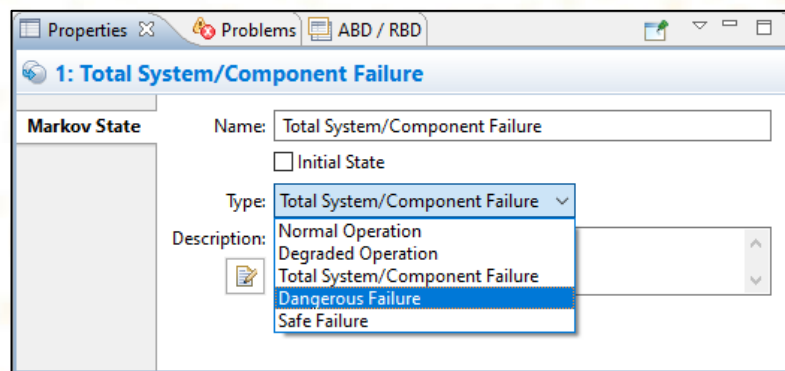 Properties Problems ABD / RBD
1: Total System/Component Failure
Markov State Name: Total System/Component Failure
Initial State
Type: Total System/Component Failure
Description: Normal Operation
Degraded Operation
Total System/Component Failure
Dangerous Failure
Safe Failure